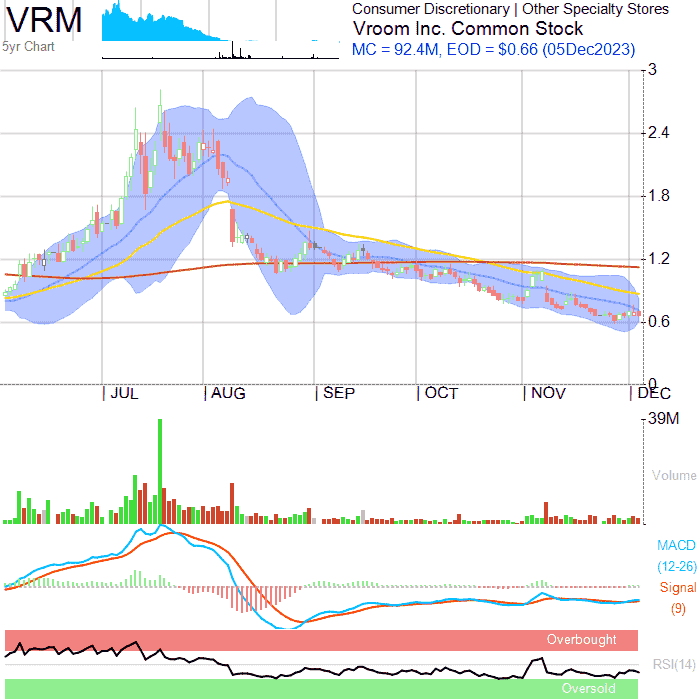 VRM
5yr Chart
Consumer Discretionary | Other Specialty Stores
Vroom Inc. Common Stock
MC = 92.4M, EOD = $0.66 (05Dec2023)
3
2.4
1.8
1.2
0.6
0
JUL AUG SEP OCT NOV DEC
39M
Volume
MACD
(12-26)
Signal
(9)
Overbought
RSI(14)
Oversold